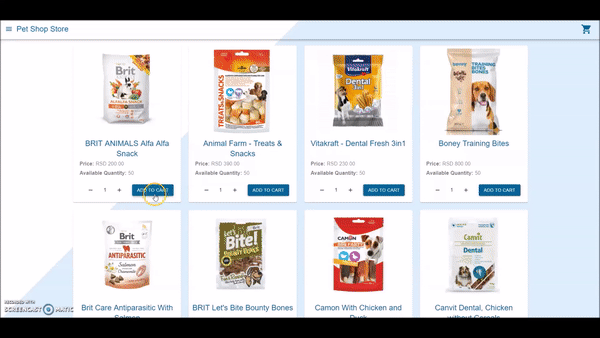 Pet Shop Store
Brit
ALFALFA SNACK
TREATS & SNACKS
Vitakraft
Dental
3in1
TRAINING
BITES
BONES
BRIT ANIMALS Alfa Alfa
Snack
Price: RSD 200.00
Available Quantity: 50
− 1 + ADD TO CART
Animal Farm - Treats &
Snacks
Price: RSD 380.00
Available Quantity: 50
− 1 + ADD TO CART
Vitakraft - Dental Fresh 3in1
Price: RSD 230.00
Available Quantity: 50
− 1 + ADD TO CART
Boney Training Bites
Price: RSD 800.00
Available Quantity: 50
− 1 + ADD TO CART
Brit
ANTIPARASITIC
Salmon
Chamomile
Let's
Bite!
CAMON
Canvit
Dental
Brit Care Antiparasitic With
Salmon
BRIT Let's Bite Bounty Bones
Camon With Chicken and
Duck
Canvit Dental, Chicken
without Cereals
RECORDED WITH
SCREENCAST MATIC